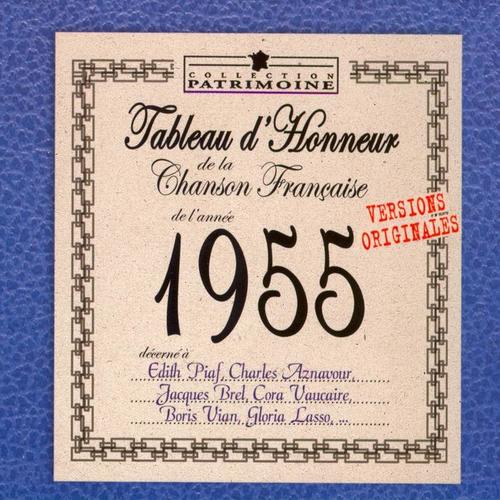 COLLECTION
PATRIMOINE
Tableau d'Honneur
de la
Chanson Française
de l'année
1955
VERSIONS
ORIGINALES
décerné à
Edith Piaf, Charles Aznavour,
Jacques Brel, Cora Vaucaire,
Boris Vian, Gloria Lasso, ...